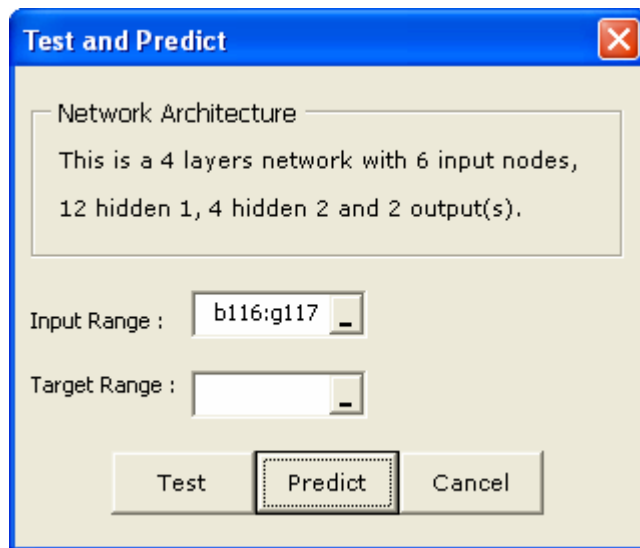 Test and Predict
Network Architecture
This is a 4 layers network with 6 input nodes,
12 hidden 1, 4 hidden 2 and 2 output(s).
Input Range : b116:g117 _
Target Range : _
Test Predict Cancel